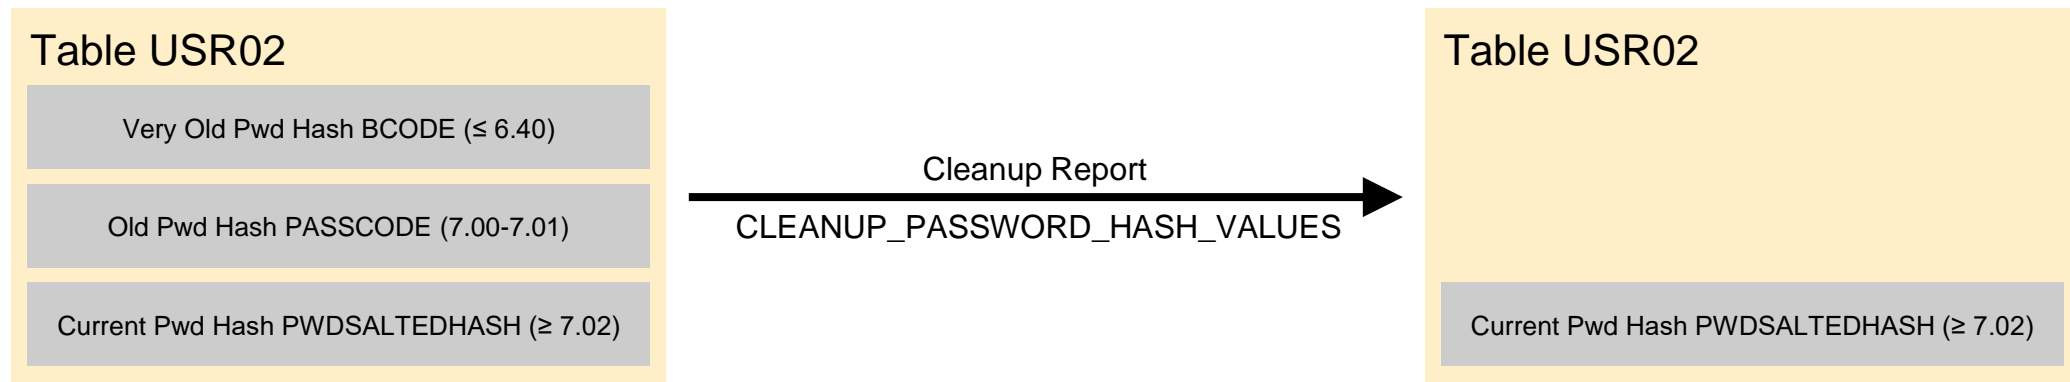 Table USR02
Very Old Pwd Hash BCODE (≤ 6.40)
Old Pwd Hash PASSCODE (7.00-7.01)
Current Pwd Hash PWDSALTEDHASH (≥ 7.02)
Cleanup Report
CLEANUP_PASSWORD_HASH_VALUES
Table USR02
Current Pwd Hash PWDSALTEDHASH (≥ 7.02)